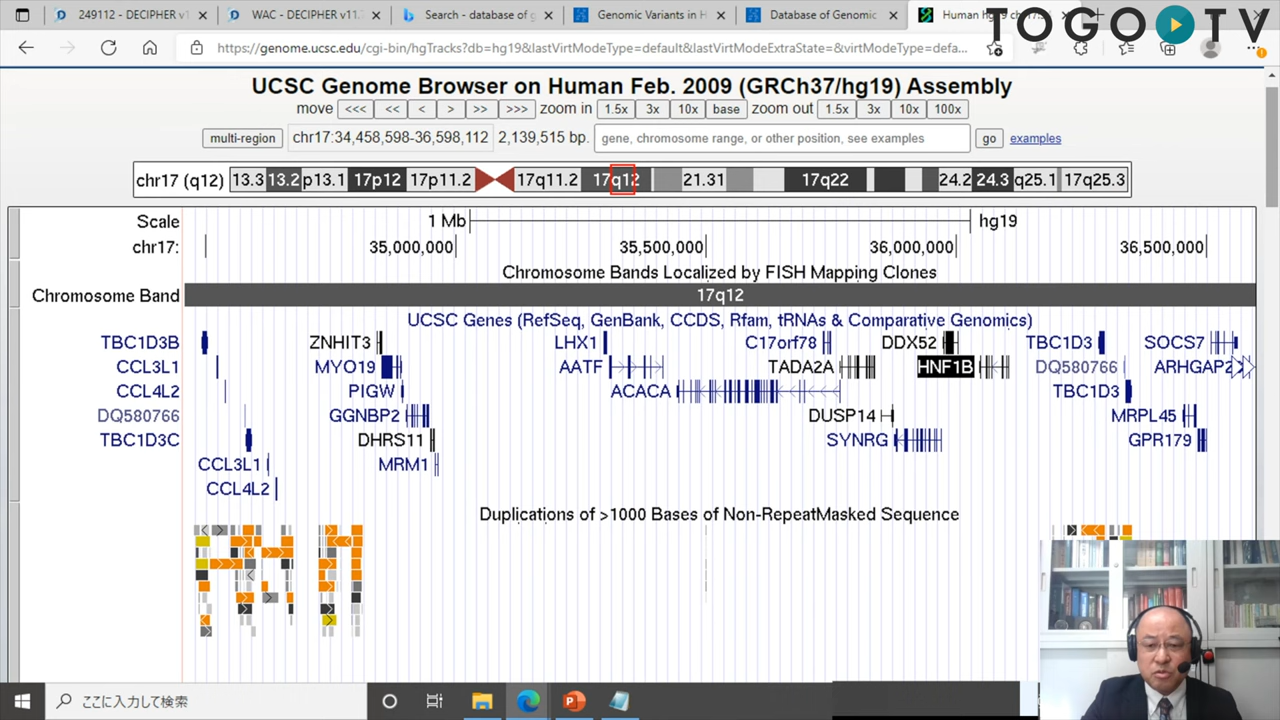 249112 - DECIPHER v1
WAC - DECIPHER v11.
Search - database of g
Genomic Variants in H
Database of Genomic
Human hg19 chr17:
TOGO TV
https://genome.ucsc.edu/cgi-bin/hgTracks?db=hg19&lastVirtModeType=default&lastVirtModeExtraState=&virtModeType=defa...
UCSC Genome Browser on Human Feb. 2009 (GRCh37/hg19) Assembly
move <<< << < > >> >>> zoom in 1.5x 3x 10x base zoom out 1.5x 3x 10x 100x
multi-region chr17:34,458,598-36,598,112 2,139,515 bp. gene, chromosome range, or other position, see examples go examples
chr17 (q12) 13.3 13.2 p13.1 17p12 17p11.2 17q11.2 17q12 21.31 17q22 24.2 24.3 q25.1 17q25.3
Scale 1 Mb hg19
chr17: 35,000,000 35,500,000 36,000,000 36,500,000
Chromosome Bands Localized by FISH Mapping Clones
Chromosome Band 17q12
UCSC Genes (RefSeq, GenBank, CCDS, Rfam, tRNAs & Comparative Genomics)
TBC1D3B ZNHIT3 LHX1 C17orf78 DDX52 TBC1D3 SOCS7
CCL3L1 MYO19 AATF TADA2A HNF1B DQ580766 ARHGAP2
CCL4L2 PIGW ACACA TBC1D3
DQ580766 GGNBP2 DUSP14 MRPL45
TBC1D3C DHRS11 SYNRG GPR179
CCL3L1 MRM1
CCL4L2
Duplications of >1000 Bases of Non-RepeatMasked Sequence
ここに入力して検索